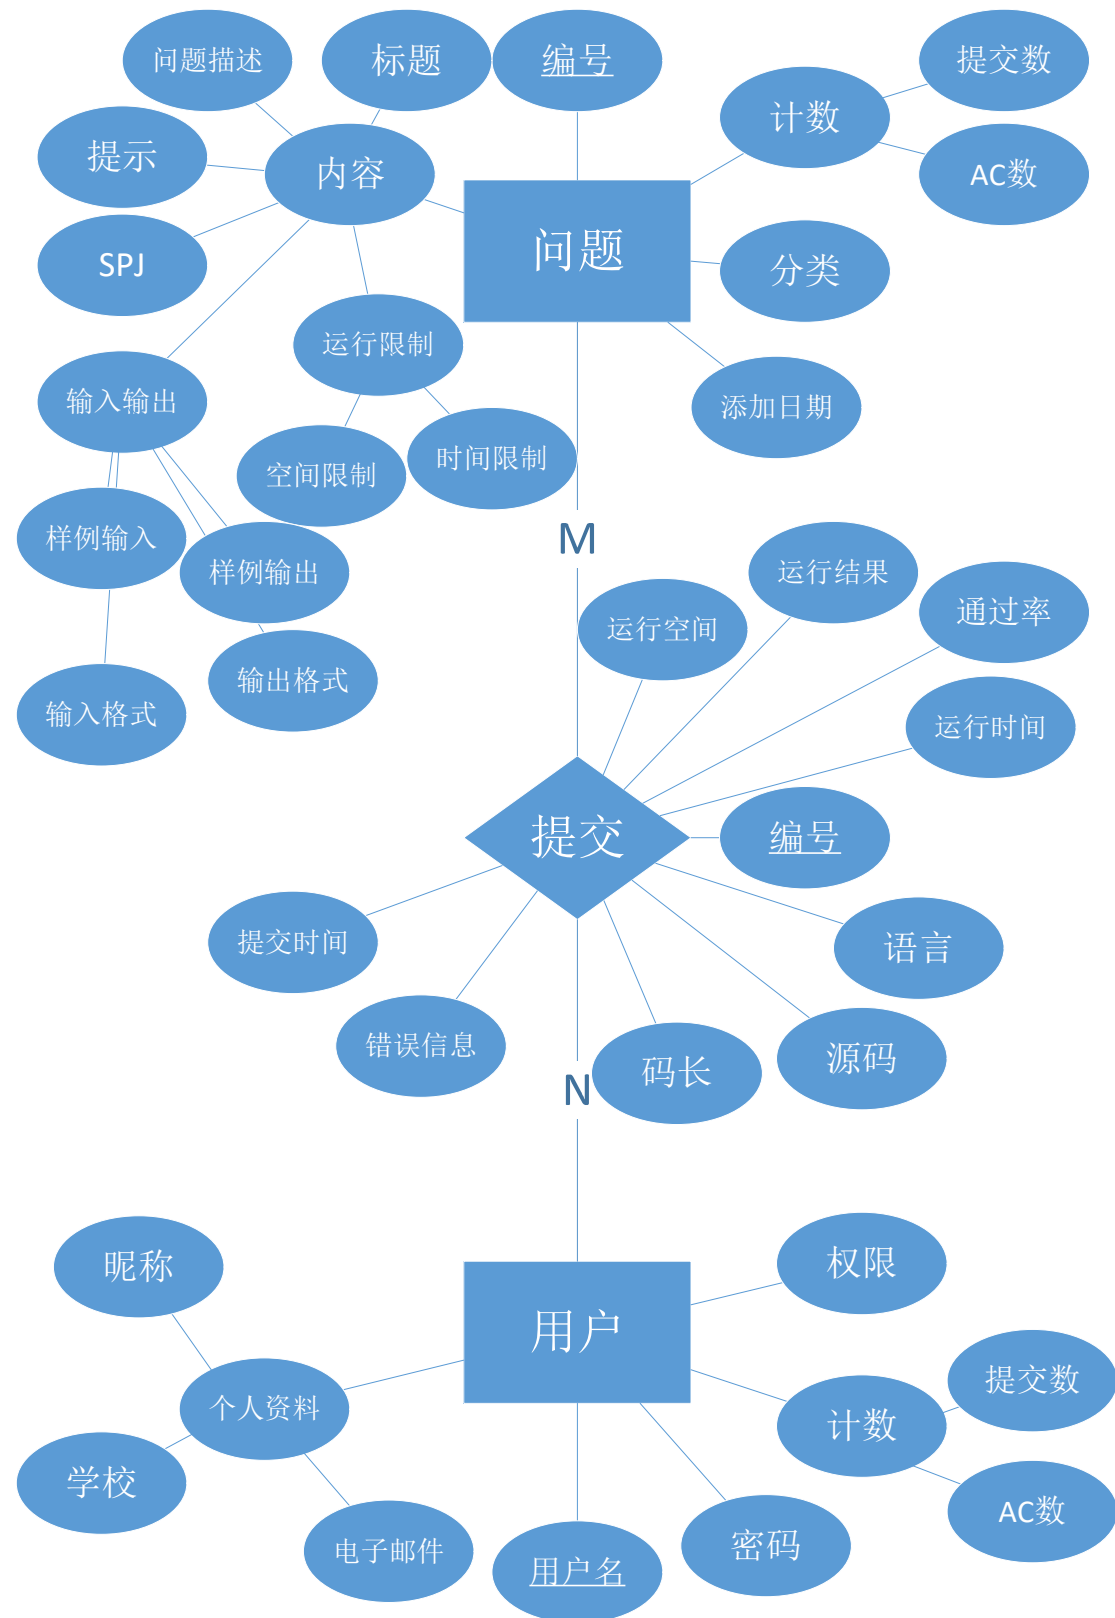 问题描述
标题
编号
提交数
计数
提示
内容
AC数
问题
SPJ
分类
运行限制
输入输出
添加日期
空间限制
时间限制
样例输入
M
样例输出
运行结果
通过率
运行空间
输出格式
输入格式
运行时间
提交
编号
提交时间
语言
错误信息
源码
码长
N
昵称
权限
用户
提交数
个人资料
计数
学校
AC数
电子邮件
密码
用户名